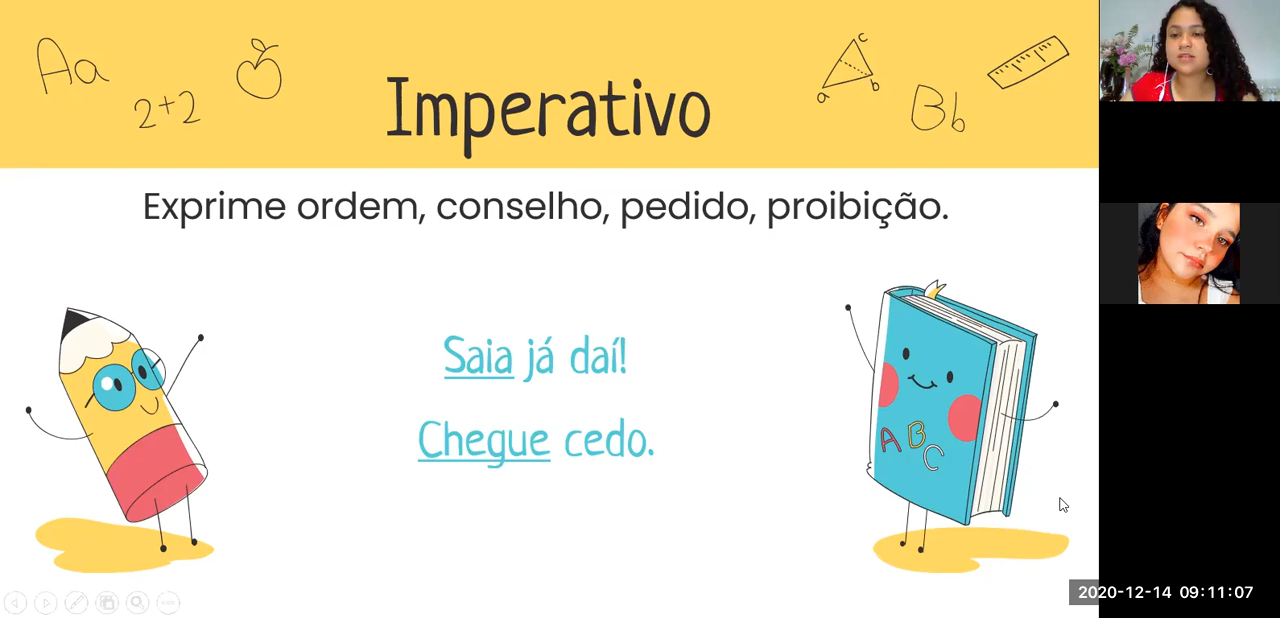 Aa
2+2
Imperativo
c
a
b
Bb
Exprime ordem, conselho, pedido, proibição.
Saia já daí!
Chegue cedo.
A B C
2020-12-14 09:11:07